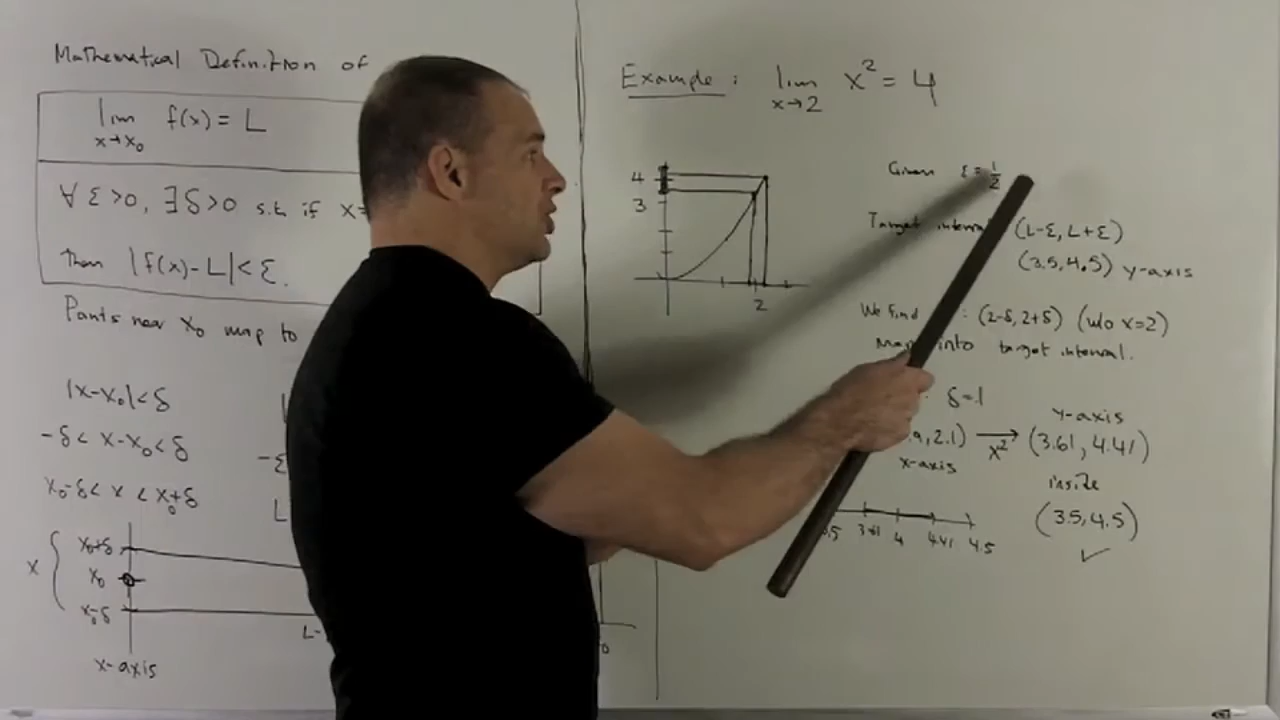 Mathematical Definition of
lim f(x) = L
x→x₀
∀ ε>0, ∃ δ>0 s.t. if x
then |f(x)-L|<ε.
Points near x₀ map to
|x-x₀|<δ
-δ< x-x₀<δ
x₀-δ< x < x₀+δ
-ε
L
x₀+δ
x
x₀
x₀-δ
L-
x-axis
Example: lim x² = 4
x→2
4
3
2
Given ε = 1/2
Target interval (L-ε, L+ε)
(3.5, 4.5) y-axis
We find : (2-δ, 2+δ) (w/o x=2)
into target interval.
δ=.1
y-axis
, 2.1) → (3.61, 4.41)
x²
x-axis
inside
(3.5, 4.5)
✓
.5 3.61 4 4.41 4.5